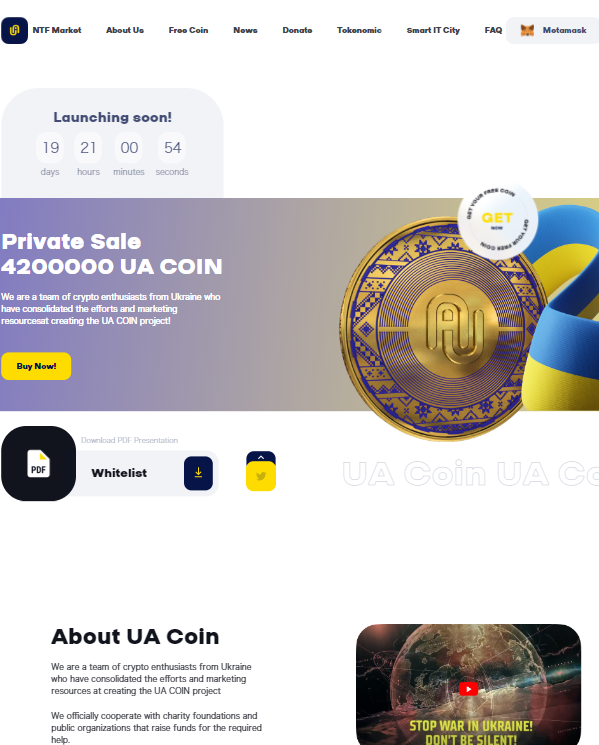 NTF Market About Us Free Coin News Donate Tokenomic Smart IT City FAQ Metamask
Launching soon!
19 21 00 54
days hours minutes seconds
GET YOUR FREE COIN
GET
NOW
GET YOUR FREE COIN
Private Sale
4200000 UA COIN
We are a team of crypto enthusiasts from Ukraine who
have consolidated the efforts and marketing
resourcesat creating the UA COIN project!
Buy Now!
Download PDF Presentation
PDF
Whitelist
UA Coin UA Co
About UA Coin
We are a team of crypto enthusiasts from Ukraine
who have consolidated the efforts and marketing
resources at creating the UA COIN project
We officially cooperate with charity foundations and
public organizations that raise funds for the required
help.
STOP WAR IN UKRAINE!
DON'T BE SILENT!